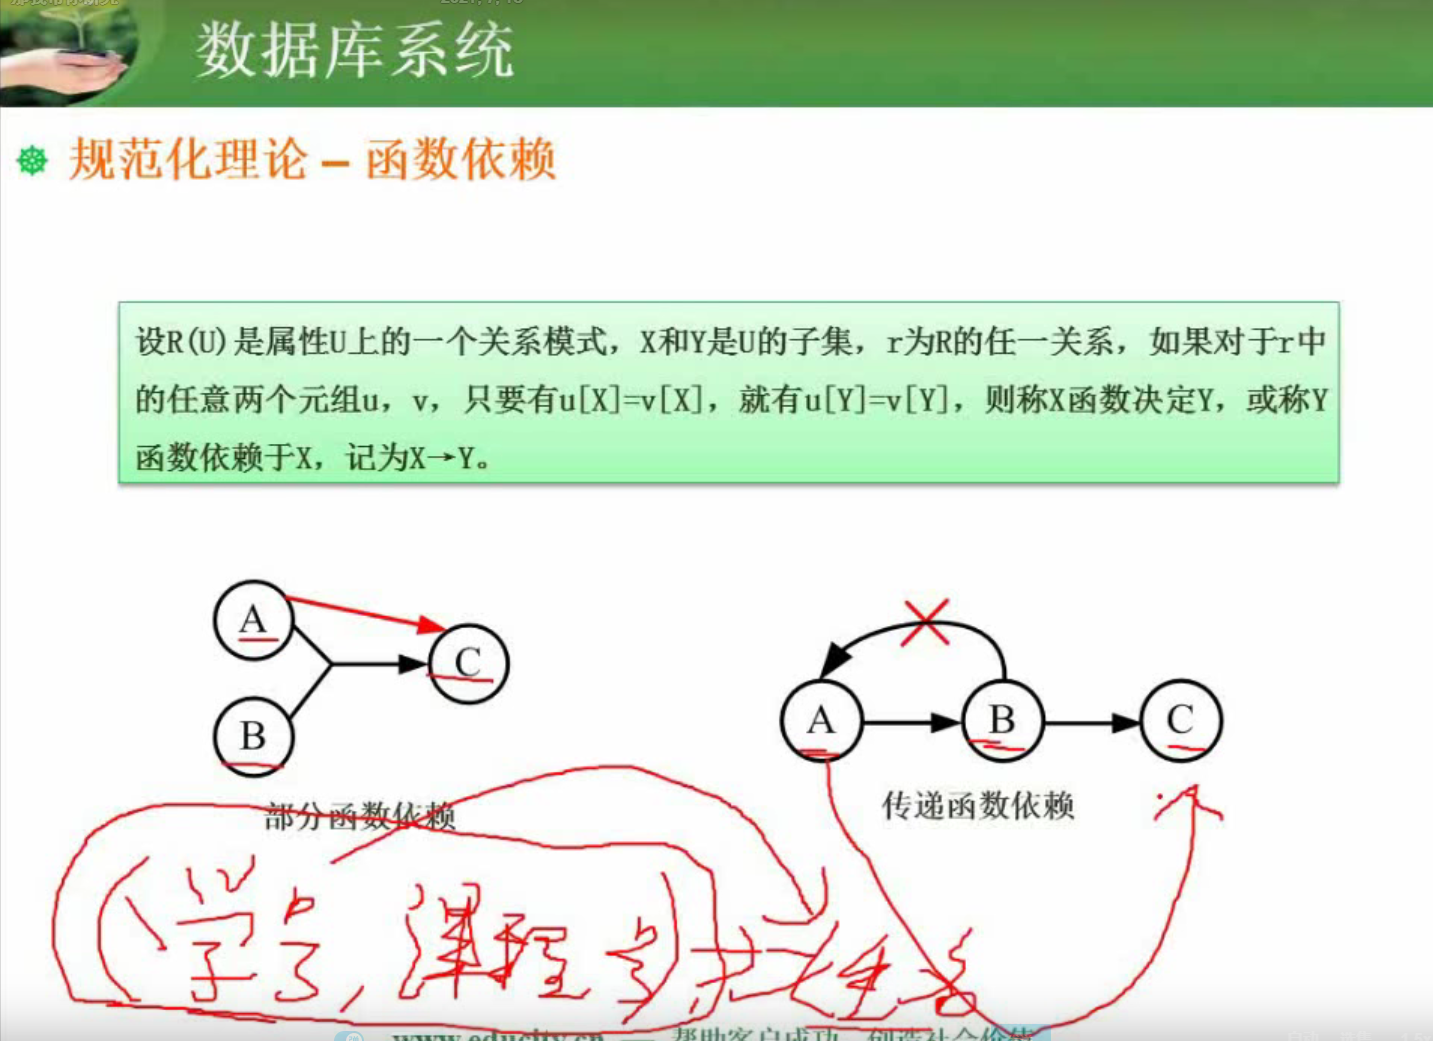 数据库系统
规范化理论 – 函数依赖
设R(U)是属性U上的一个关系模式，X和Y是U的子集，r为R的任一关系，如果对于r中
的任意两个元组u，v，只要有u[X]=v[X]，就有u[Y]=v[Y]，则称X函数决定Y，或称Y
函数依赖于X，记为X→Y。
A
C
B
部分函数依赖
A
B
C
传递函数依赖
(学号，课程号)→姓名
www.educity.cn — 帮助客户成功，创造社会价值